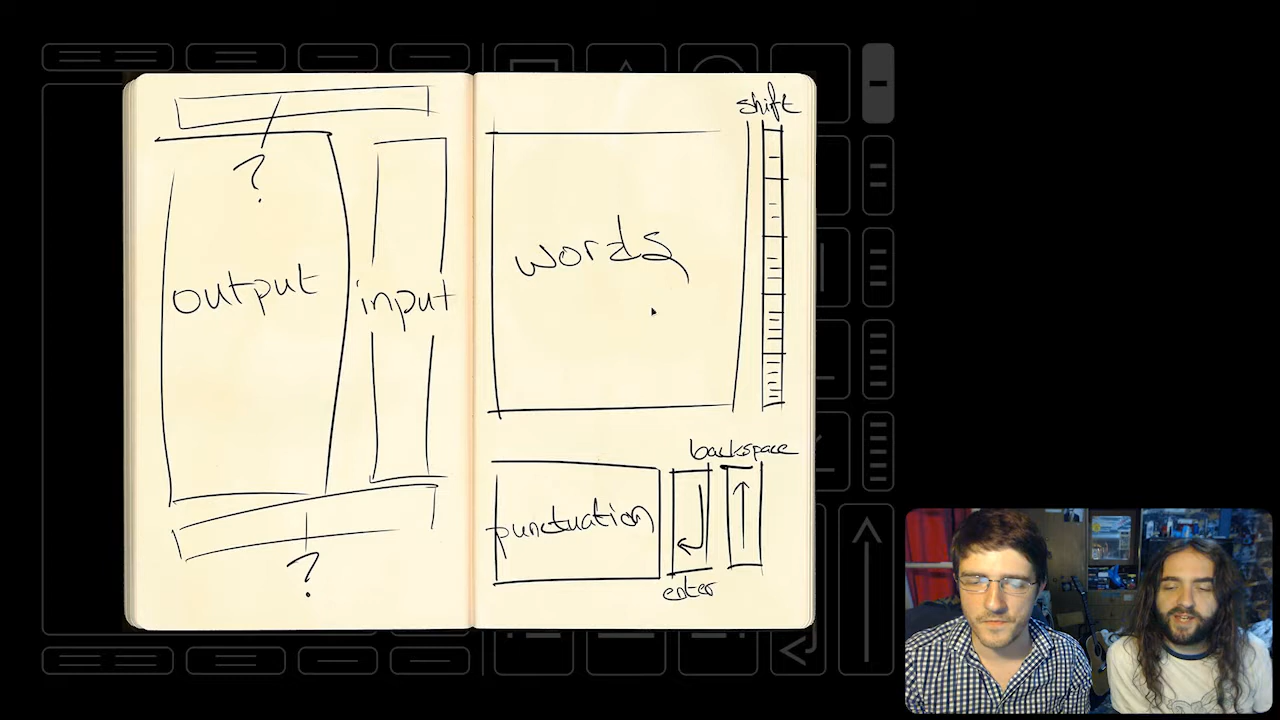 ?
output
input
?
shift
words
backspace
punctuation
enter